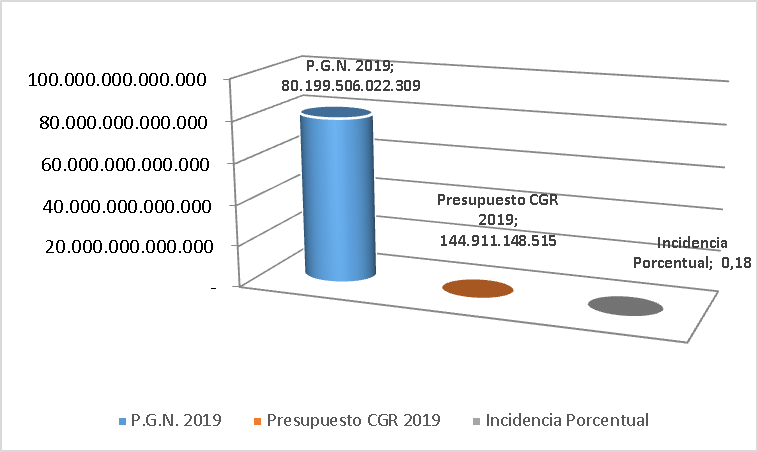 P.G.N. 2019;
80.199.506.022.309
100.000.000.000.000
80.000.000.000.000
60.000.000.000.000
40.000.000.000.000
20.000.000.000.000
-
Presupuesto CGR
2019;
144.911.148.515
Incidencia
Porcentual; 0,18
P.G.N. 2019
Presupuesto CGR 2019
Incidencia Porcentual